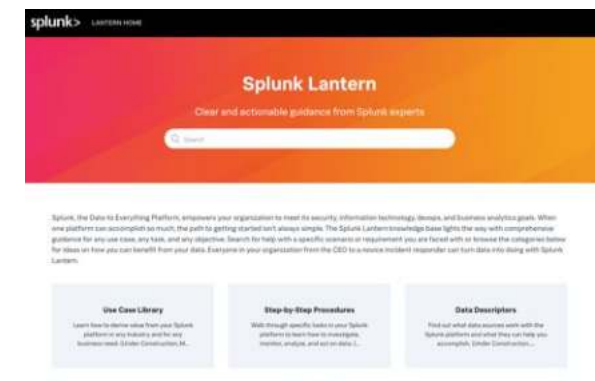 splunk> LANTERN HOME
Splunk Lantern
Clear and actionable guidance from Splunk experts
Search
Splunk, the Data to Everything Platform, empowers your organization to meet its security, information technology, devops, and business analytics goals. When
one platform can accomplish so much, the path to getting started isn't always simple. The Splunk Lantern knowledge base lights the way with comprehensive
guidance for any use case, any task, and any objective. Search for help with a specific scenario or requirement you are faced with or browse the categories below
for ideas on how you can benefit from your data. Everyone in your organization from the CEO to a novice incident responder can turn data into doing with Splunk
Lantern.
Use Case Library
Learn how to derive value from your Splunk
platform in any industry and for any
business need. (Under Construction, M...
Step-by-Step Procedures
Walk through specific tasks in your Splunk
platform to learn how to investigate,
monitor, analyze, and act on data. (...
Data Descriptors
Find out what data sources work with the
Splunk platform and what they can help you
accomplish. (Under Construction,...